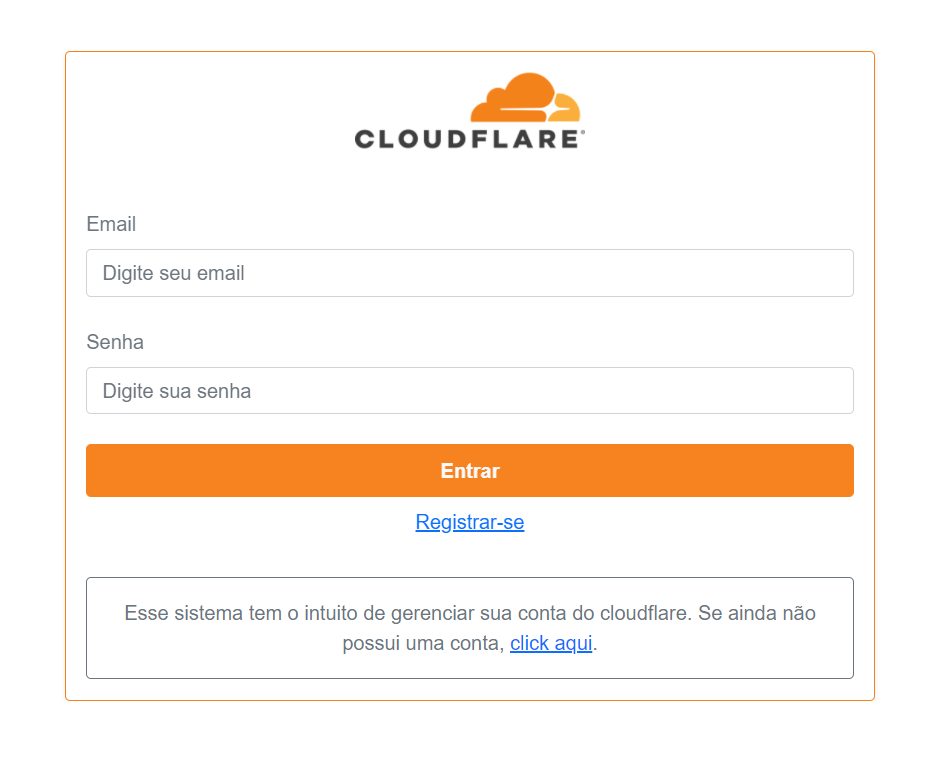 CLOUDFLARE®
Email
Digite seu email
Senha
Digite sua senha
Entrar
Registrar-se
Esse sistema tem o intuito de gerenciar sua conta do cloudflare. Se ainda não
possui uma conta, click aqui.